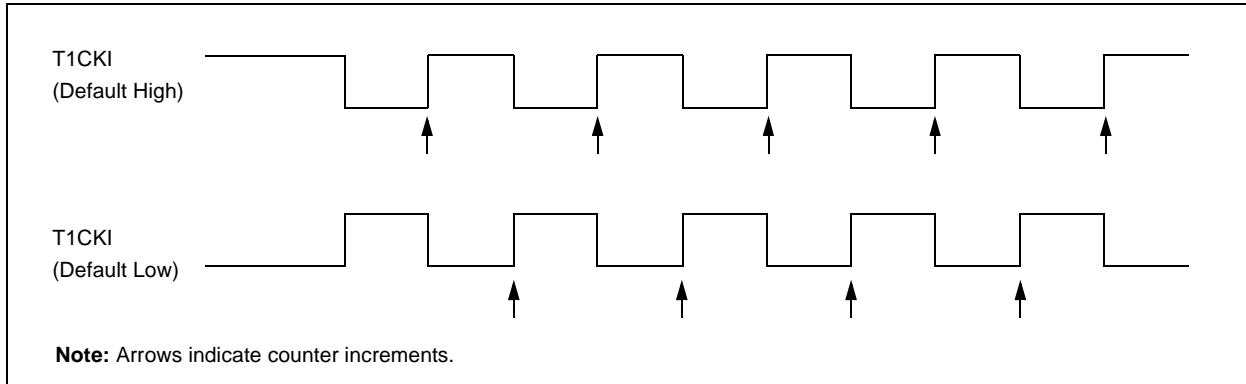 T1CKI
(Default High)
T1CKI
(Default Low)
Note: Arrows indicate counter increments.